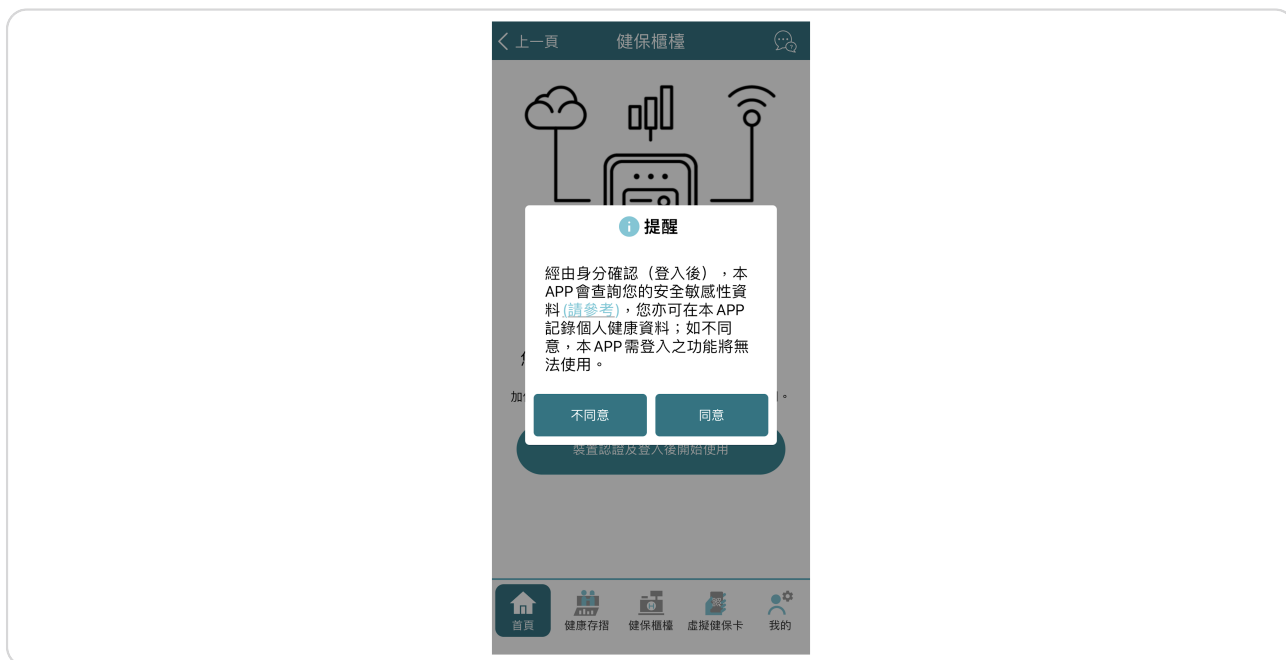 上一頁
健保櫃檯
提醒
經由身分確認（登入後），本
APP會查詢您的安全敏感性資
料(請參考)，您亦可在本APP
記錄個人健康資料；如不同
意，本APP需登入之功能將無
法使用。
加
。
不同意
同意
裝置認證及登入後開始使用
首頁
健康存摺
健保櫃檯
虛擬健保卡
我的